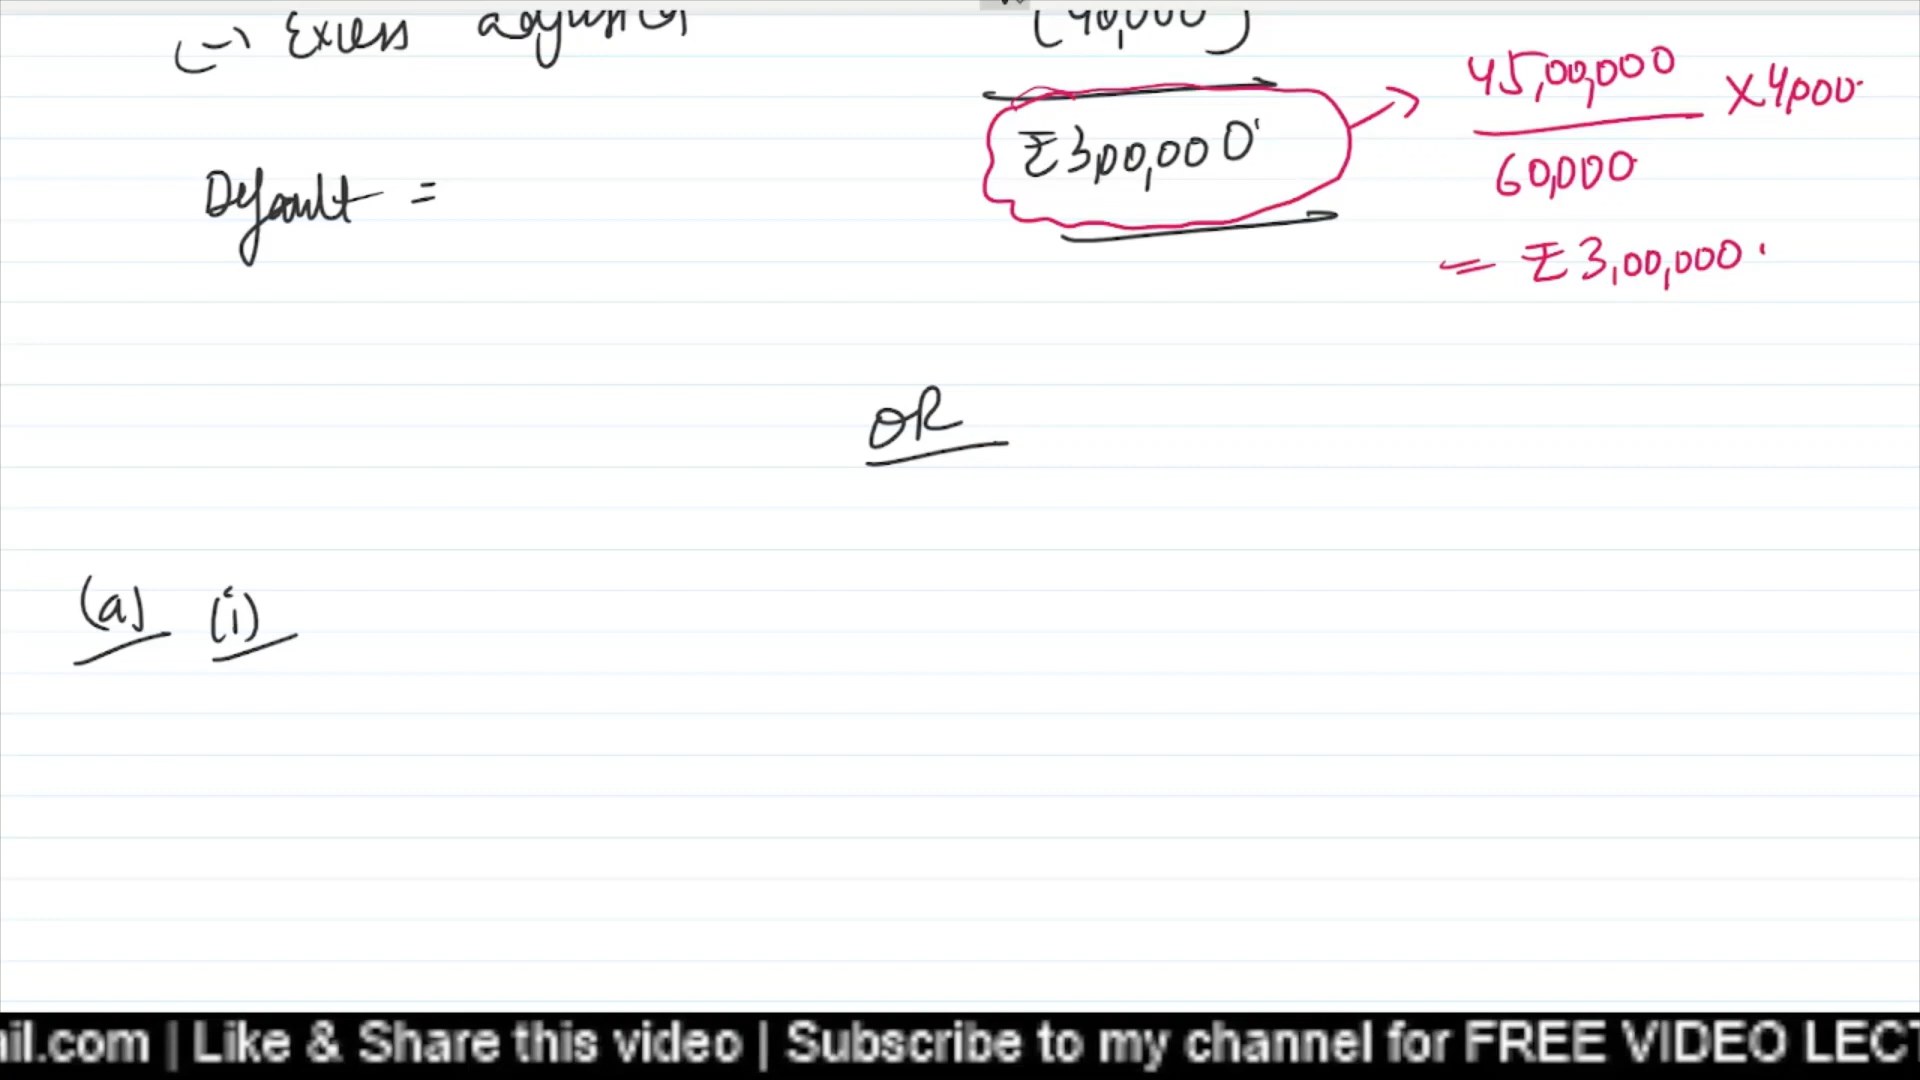 (-) Excess adjusted (40,000)
45,00,000 × 4,000
60,000
₹3,00,000
Default =
= ₹3,00,000
OR
(a) (i)
il.com | Like & Share this video | Subscribe to my channel for FREE VIDEO LECT